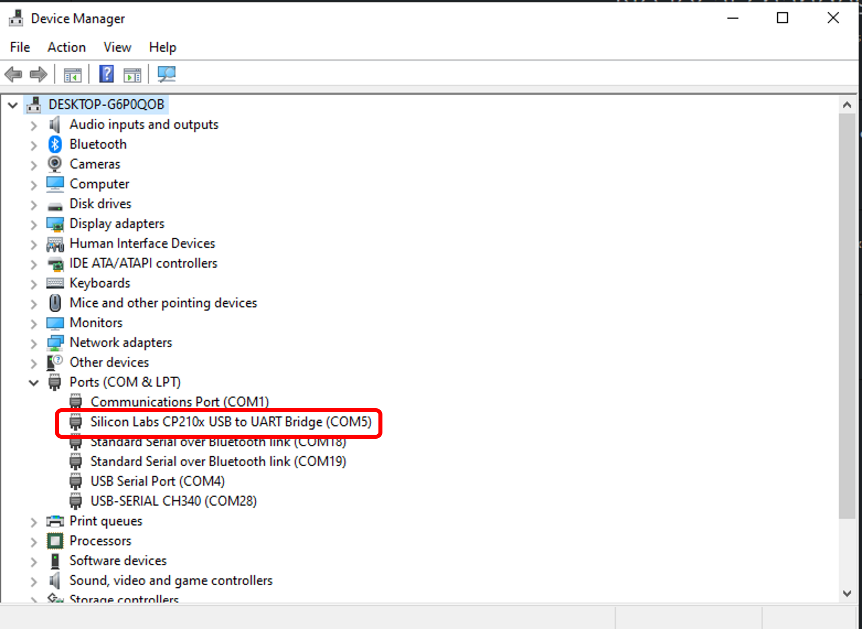 Device Manager
File Action View Help
DESKTOP-G6P0QOB
Audio inputs and outputs
Bluetooth
Cameras
Computer
Disk drives
Display adapters
Human Interface Devices
IDE ATA/ATAPI controllers
Keyboards
Mice and other pointing devices
Monitors
Network adapters
Other devices
Ports (COM & LPT)
Communications Port (COM1)
Silicon Labs CP210x USB to UART Bridge (COM5)
Standard Serial over Bluetooth link (COM18)
Standard Serial over Bluetooth link (COM19)
USB Serial Port (COM4)
USB-SERIAL CH340 (COM28)
Print queues
Processors
Software devices
Sound, video and game controllers
Storage controllers